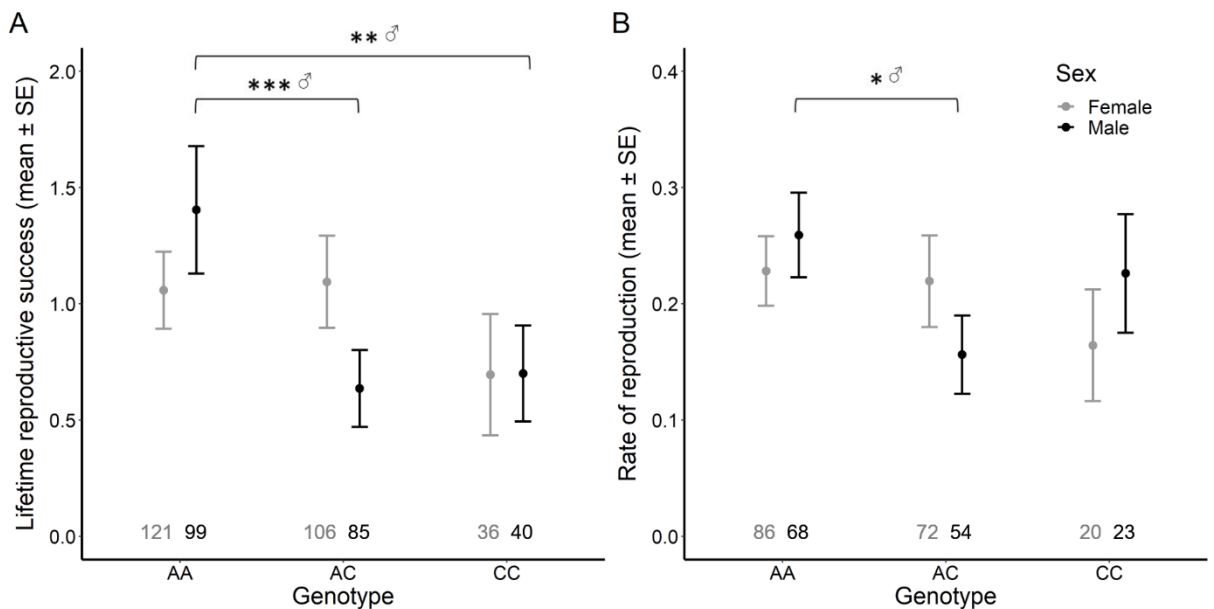 A
Lifetime reproductive success (mean ± SE)
2.0
1.5
1.0
0.5
0.0
** ♂
*** ♂
121 99 106 85 36 40
AA AC CC
Genotype
B
Rate of reproduction (mean ± SE)
0.4
0.3
0.2
0.1
0.0
* ♂
Sex
Female
Male
86 68 72 54 20 23
AA AC CC
Genotype